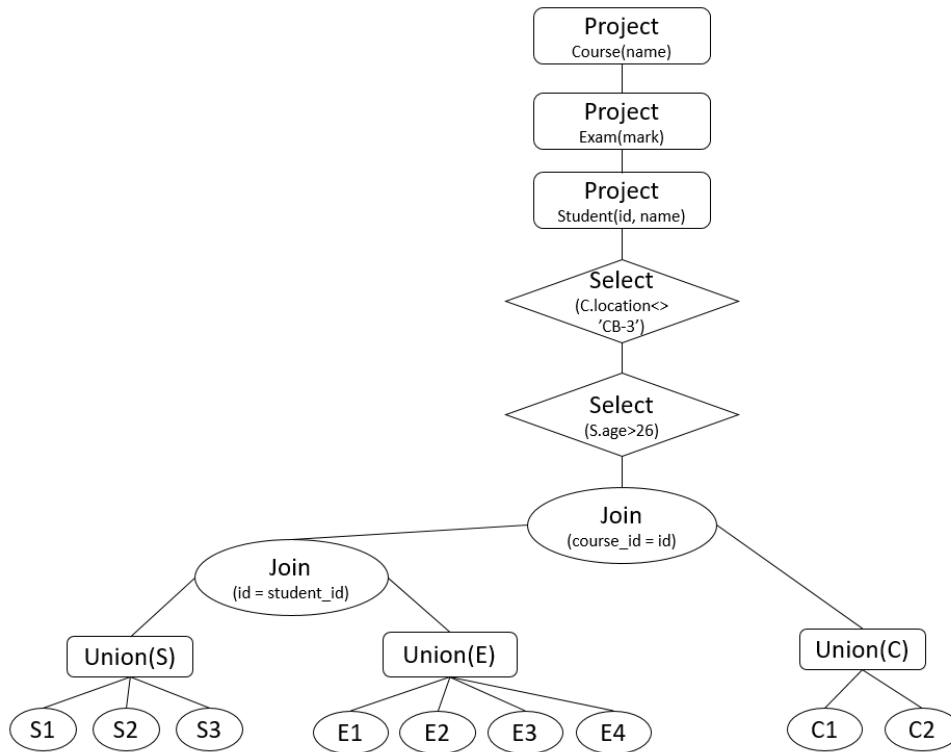 Project
Course(name)
Project
Exam(mark)
Project
Student(id, name)
Select
(C.location<>
’CB-3’)
Select
(S.age>26)
Join
(course_id = id)
Join
(id = student_id)
Union(S)
Union(E)
Union(C)
S1
S2
S3
E1
E2
E3
E4
C1
C2